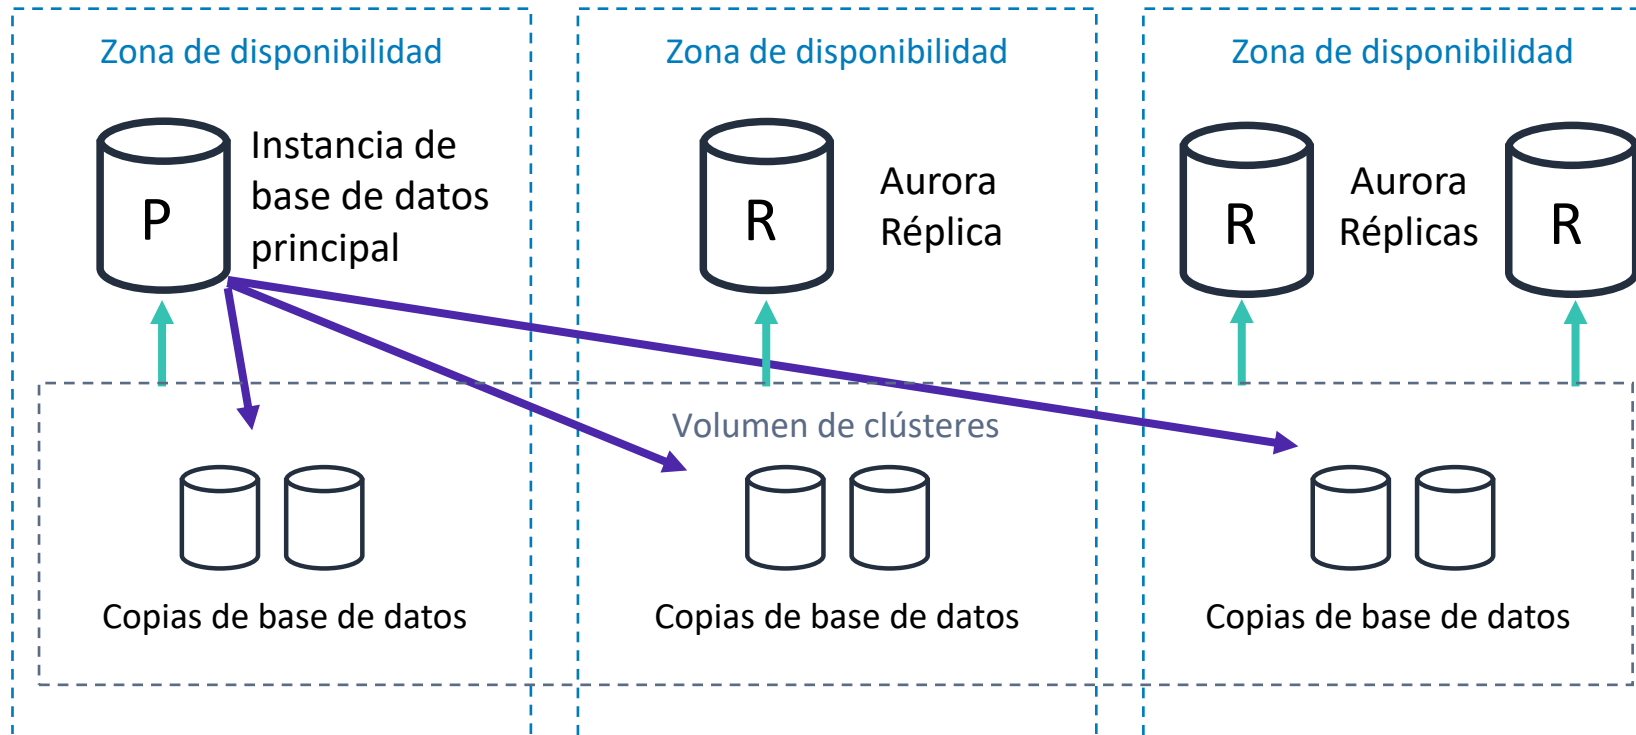 Zona de disponibilidad
Zona de disponibilidad
Zona de disponibilidad
P
Instancia de
base de datos
principal
R
Aurora
Réplica
R
Aurora
Réplicas
R
Volumen de clústeres
Copias de base de datos
Copias de base de datos
Copias de base de datos